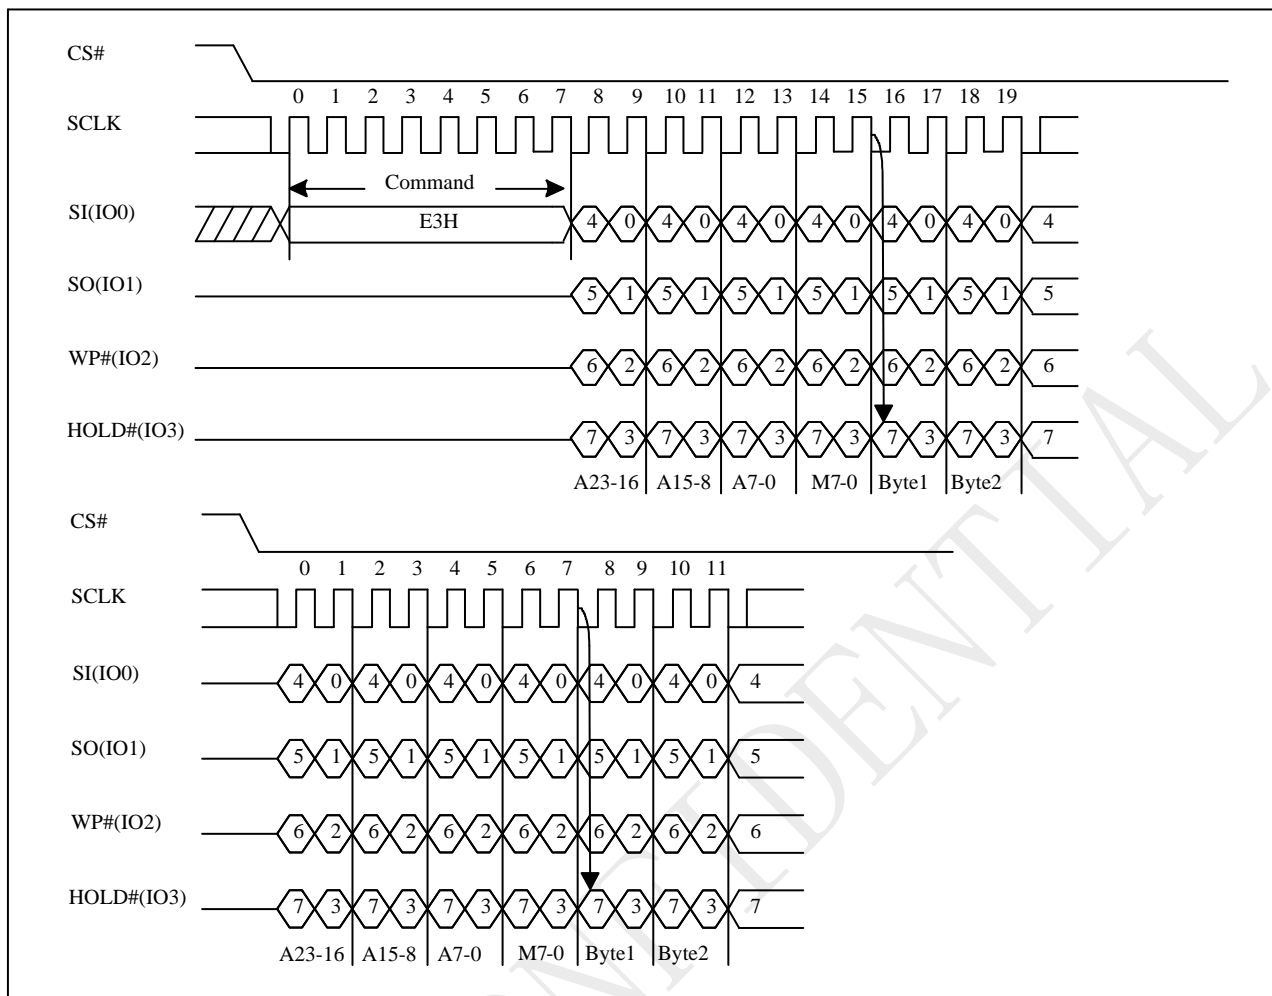 CS#
0 1 2 3 4 5 6 7 8 9 10 11 12 13 14 15 16 17 18 19
SCLK
Command
SI(IO0) E3H 4 0 4 0 4 0 4 0 4 0 4 0 4
SO(IO1) 5 1 5 1 5 1 5 1 5 1 5 1 5
WP#(IO2) 6 2 6 2 6 2 6 2 6 2 6 2 6
HOLD#(IO3) 7 3 7 3 7 3 7 3 7 3 7 3 7
A23-16 A15-8 A7-0 M7-0 Byte1 Byte2
CS#
0 1 2 3 4 5 6 7 8 9 10 11
SCLK
SI(IO0) 4 0 4 0 4 0 4 0 4 0 4 0 4
SO(IO1) 5 1 5 1 5 1 5 1 5 1 5 1 5
WP#(IO2) 6 2 6 2 6 2 6 2 6 2 6 2 6
HOLD#(IO3) 7 3 7 3 7 3 7 3 7 3 7 3 7
A23-16 A15-8 A7-0 M7-0 Byte1 Byte2
NTIDENTIAL